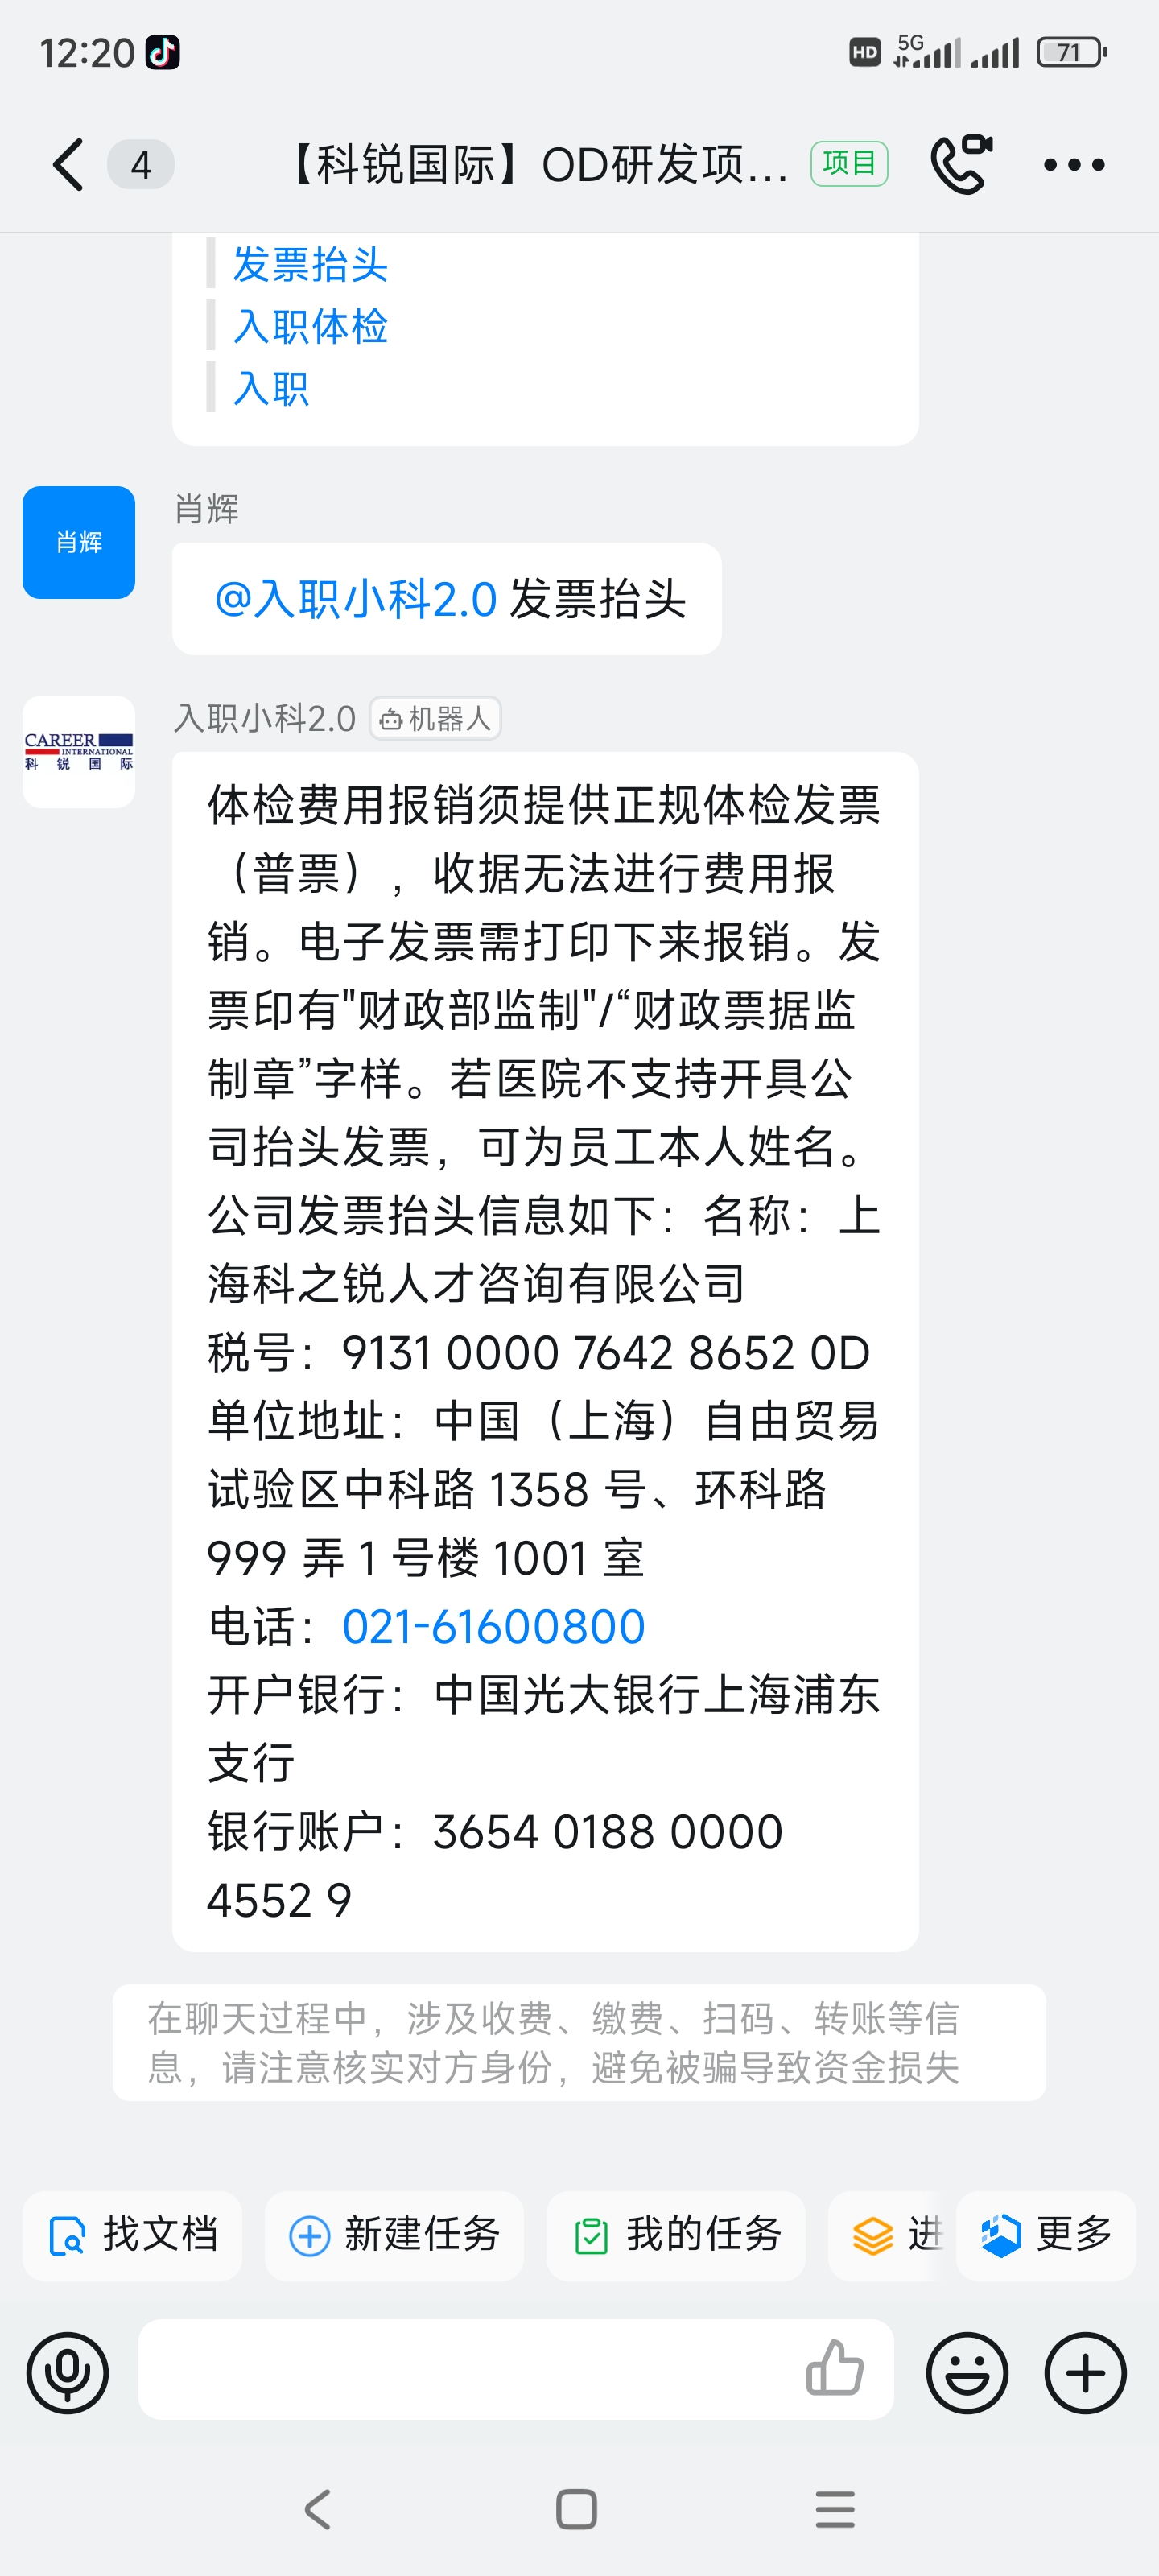 12:20
HD 5G 71
4 【科锐国际】OD研发项... 项目
发票抬头
入职体检
入职
肖辉
肖辉
@入职小科2.0 发票抬头
入职小科2.0 机器人
CAREER
INTERNATIONAL
科锐国际
体检费用报销须提供正规体检发票
（普票），收据无法进行费用报
销。电子发票需打印下来报销。发
票印有"财政部监制"/“财政票据监
制章”字样。若医院不支持开具公
司抬头发票，可为员工本人姓名。
公司发票抬头信息如下：名称：上
海科之锐人才咨询有限公司
税号：9131 0000 7642 8652 0D
单位地址：中国（上海）自由贸易
试验区中科路 1358 号、环科路
999 弄 1 号楼 1001 室
电话：021-61600800
开户银行：中国光大银行上海浦东
支行
银行账户：3654 0188 0000
4552 9
在聊天过程中，涉及收费、缴费、扫码、转账等信
息，请注意核实对方身份，避免被骗导致资金损失
找文档 新建任务 我的任务 进 更多